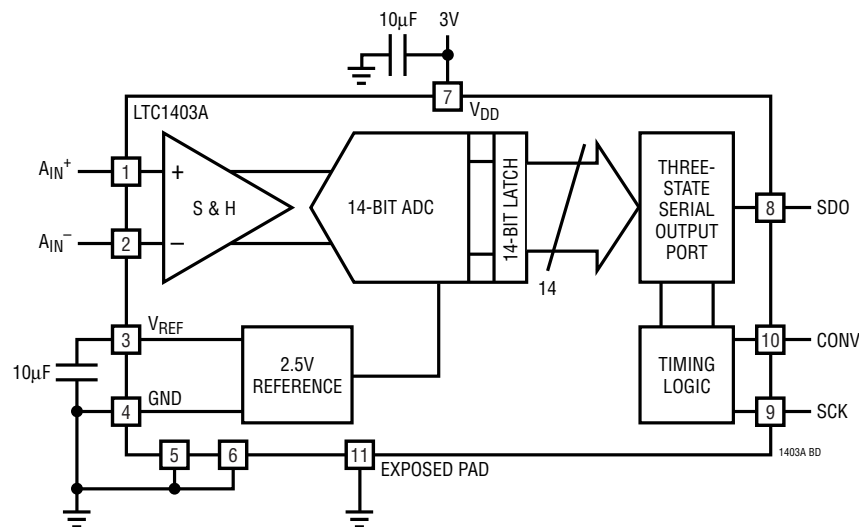 10μF
3V
7
LTC1403A
VDD
AIN+
1
+
S & H
14-BIT ADC
14-BIT LATCH
THREE-
STATE
SERIAL
OUTPUT
PORT
8
SDO
AIN–
2
–
14
3
VREF
10μF
2.5V
REFERENCE
TIMING
LOGIC
10
CONV
4
GND
9
SCK
5
6
11
EXPOSED PAD
1403A BD